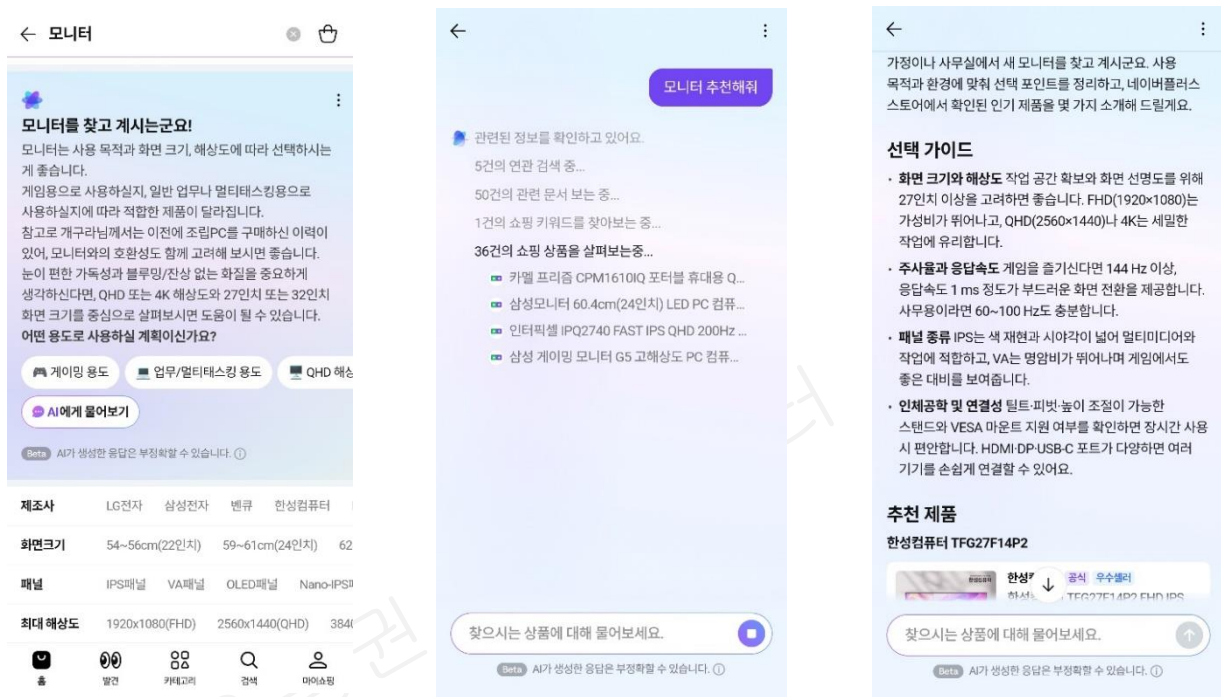 모니터
모니터를 찾고 계시는군요!
모니터는 사용 목적과 화면 크기, 해상도에 따라 선택하시는
게 좋습니다.
게임용으로 사용하실지, 일반 업무나 멀티태스킹용으로
사용하실지에 따라 적합한 제품이 달라집니다.
참고로 개구라님께서는 이전에 조립PC를 구매하신 이력이
있어, 모니터와의 호환성도 함께 고려해 보시면 좋습니다.
눈이 편한 가독성과 블루밍/잔상 없는 화질을 중요하게
생각하신다면, QHD 또는 4K 해상도와 27인치 또는 32인치
화면 크기를 중심으로 살펴보시면 도움이 될 수 있습니다.
어떤 용도로 사용하실 계획이신가요?
게이밍 용도 업무/멀티태스킹 용도 QHD 해상
AI에게 물어보기
Beta AI가 생성한 응답은 부정확할 수 있습니다.
제조사 LG전자 삼성전자 벤큐 한성컴퓨터
화면크기 54~56cm(22인치) 59~61cm(24인치) 62
패널 IPS패널 VA패널 OLED패널 Nano-IPS
최대 해상도 1920x1080(FHD) 2560x1440(QHD) 384
홈 발견 카테고리 검색 마이쇼핑
모니터 추천해줘
관련된 정보를 확인하고 있어요.
5건의 연관 검색 중...
50건의 관련 문서 보는 중...
1건의 쇼핑 키워드를 찾아보는 중...
36건의 쇼핑 상품을 살펴보는중...
카멜 프리즘 CPM1610IQ 포터블 휴대용 Q...
삼성모니터 60.4cm(24인치) LED PC 컴퓨...
인터픽셀 IPQ2740 FAST IPS QHD 200Hz ...
삼성 게이밍 모니터 G5 고해상도 PC 컴퓨...
찾으시는 상품에 대해 물어보세요.
Beta AI가 생성한 응답은 부정확할 수 있습니다.
가정이나 사무실에서 새 모니터를 찾고 계시군요. 사용
목적과 환경에 맞춰 선택 포인트를 정리하고, 네이버플러스
스토어에서 확인된 인기 제품을 몇 가지 소개해 드릴게요.
선택 가이드
· 화면 크기와 해상도 작업 공간 확보와 화면 선명도를 위해
27인치 이상을 고려하면 좋습니다. FHD(1920×1080)는
가성비가 뛰어나고, QHD(2560×1440)나 4K는 세밀한
작업에 유리합니다.
· 주사율과 응답속도 게임을 즐기신다면 144 Hz 이상,
응답속도 1 ms 정도가 부드러운 화면 전환을 제공합니다.
사무용이라면 60~100 Hz도 충분합니다.
· 패널 종류 IPS는 색 재현과 시야각이 넓어 멀티미디어와
작업에 적합하고, VA는 명암비가 뛰어나며 게임에서도
좋은 대비를 보여줍니다.
· 인체공학 및 연결성 틸트·피벗·높이 조절이 가능한
스탠드와 VESA 마운트 지원 여부를 확인하면 장시간 사용
시 편안합니다. HDMI·DP·USB-C 포트가 다양하면 여러
기기를 손쉽게 연결할 수 있어요.
추천 제품
한성컴퓨터 TFG27F14P2
공식 우수셀러
TFG27F14P2 FHD IPS
찾으시는 상품에 대해 물어보세요.
Beta AI가 생성한 응답은 부정확할 수 있습니다.